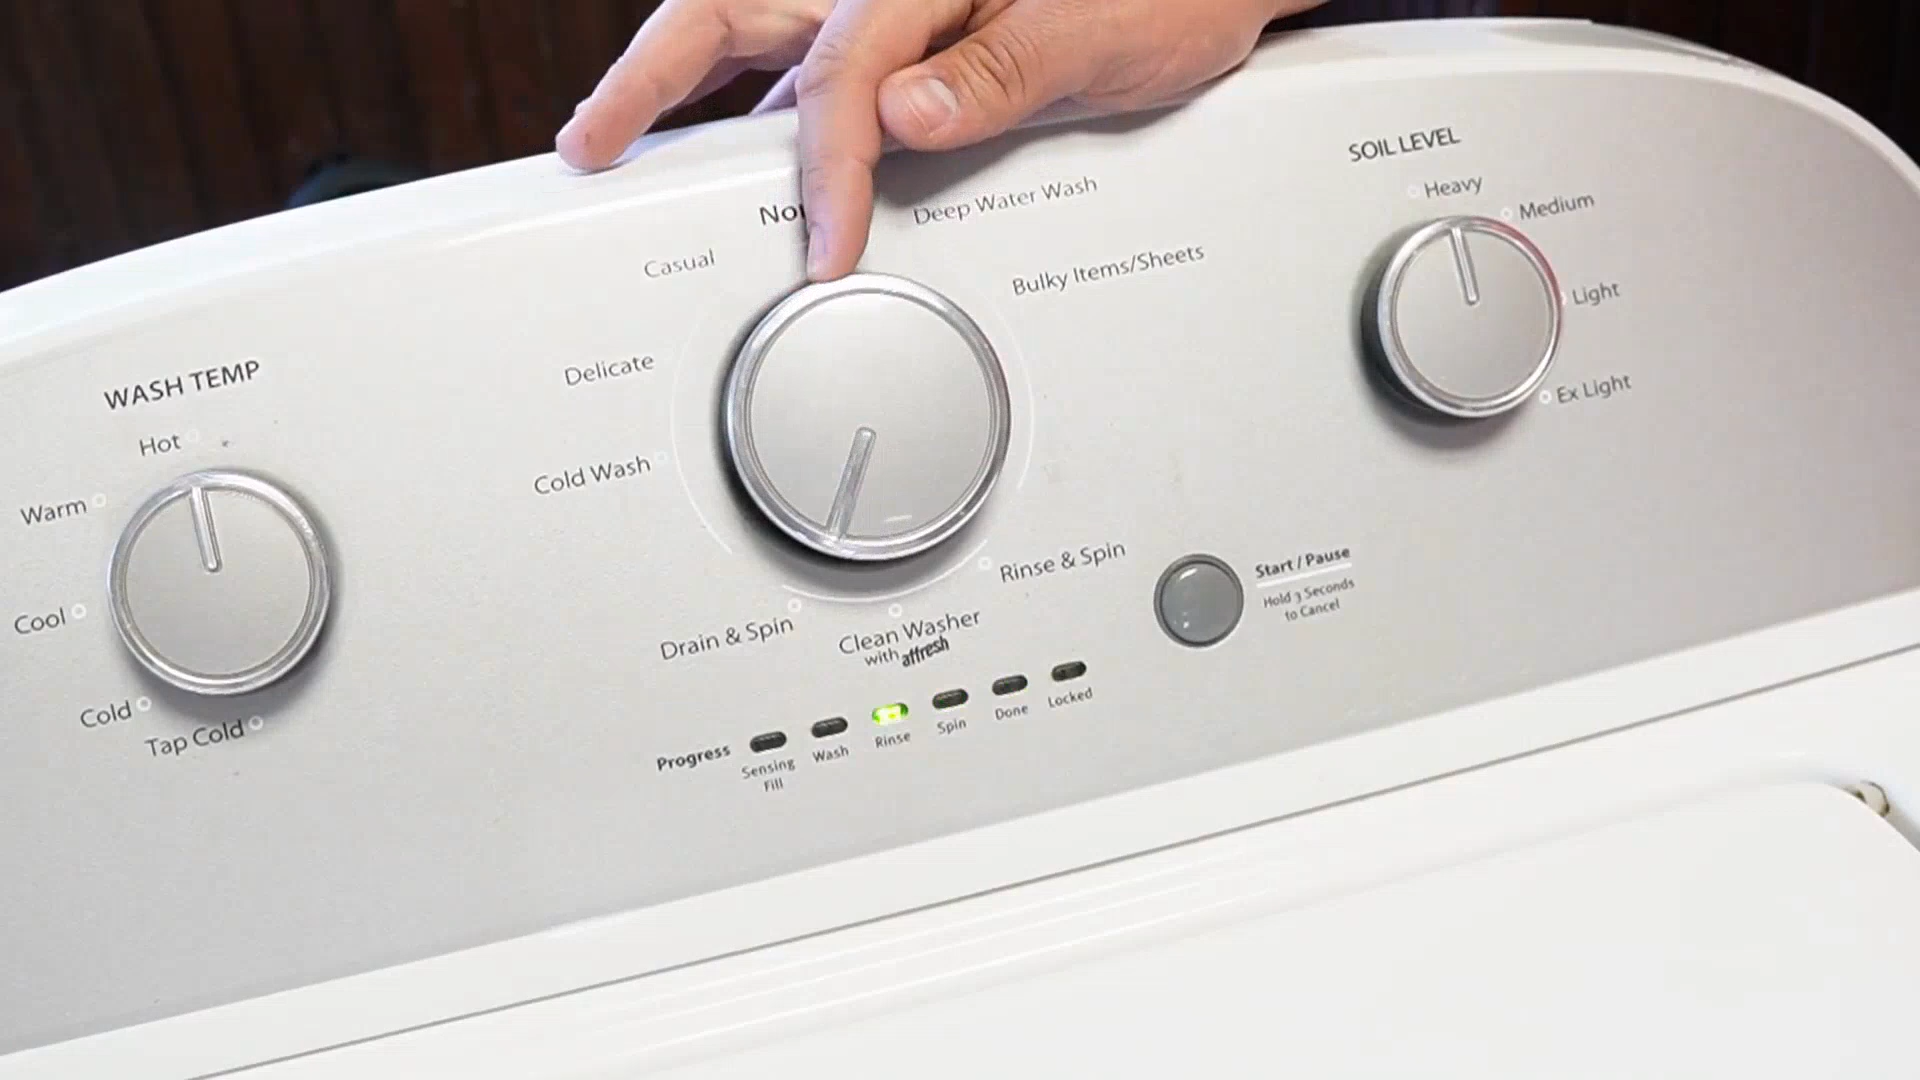 Deep Water Wash
Casual
Bulky Items/Sheets
Delicate
Cold Wash
Rinse & Spin
Clean Washer
with affresh
Drain & Spin
WASH TEMP
Hot
Warm
Cool
Cold
Tap Cold
SOIL LEVEL
Heavy
Medium
Light
Ex Light
Start / Pause
Hold 3 Seconds
to Cancel
Progress
Sensing
Fill
Wash
Rinse
Spin
Done
Locked